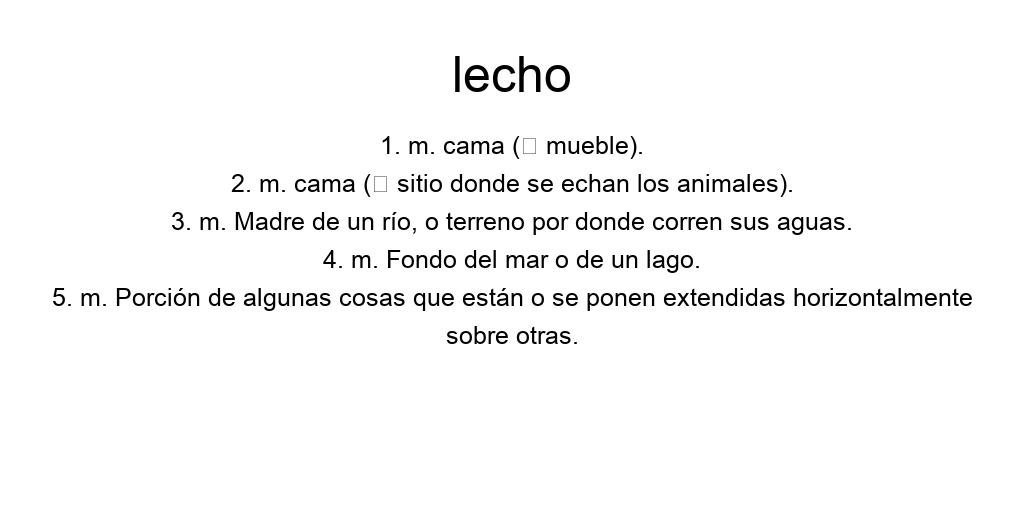 lecho
1. m. cama (□ mueble).
2. m. cama (□ sitio donde se echan los animales).
3. m. Madre de un río, o terreno por donde corren sus aguas.
4. m. Fondo del mar o de un lago.
5. m. Porción de algunas cosas que están o se ponen extendidas horizontalmente
sobre otras.